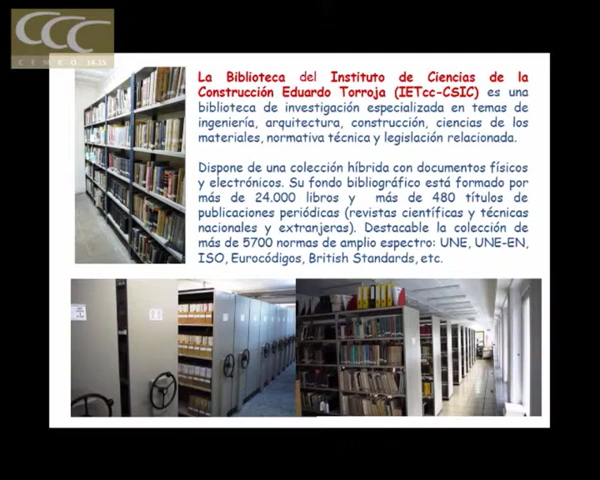 CCC
CEMCO 14.15
La Biblioteca del Instituto de Ciencias de la
Construcción Eduardo Torroja (IETcc-CSIC) es una
biblioteca de investigación especializada en temas de
ingeniería, arquitectura, construcción, ciencias de los
materiales, normativa técnica y legislación relacionada.
Dispone de una colección híbrida con documentos físicos
y electrónicos. Su fondo bibliográfico está formado por
más de 24.000 libros y más de 480 títulos de
publicaciones periódicas (revistas científicas y técnicas
nacionales y extranjeras). Destacable la colección de
más de 5700 normas de amplio espectro: UNE, UNE-EN,
ISO, Eurocódigos, British Standards, etc.